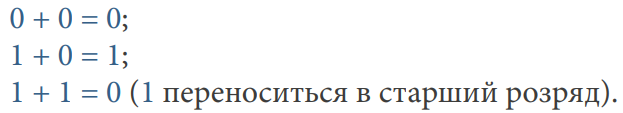 0 + 0 = 0;
1 + 0 = 1;
1 + 1 = 0 (1 переноситься в старший розряд).